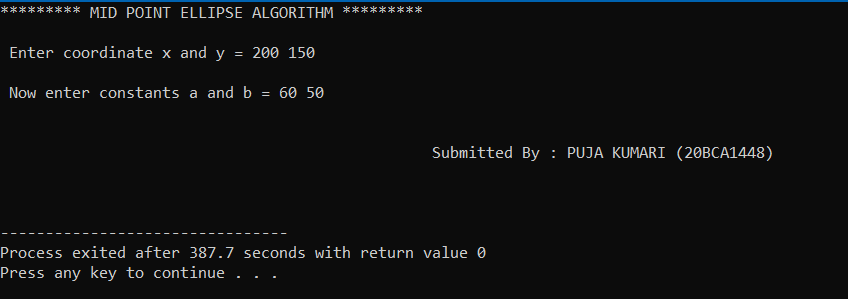 ********* MID POINT ELLIPSE ALGORITHM **********
Enter coordinate x and y = 200 150
Now enter constants a and b = 60 50
Submitted By : PUJA KUMARI (20BCA1448)
--------------------------------
Process exited after 387.7 seconds with return value 0
Press any key to continue . . .